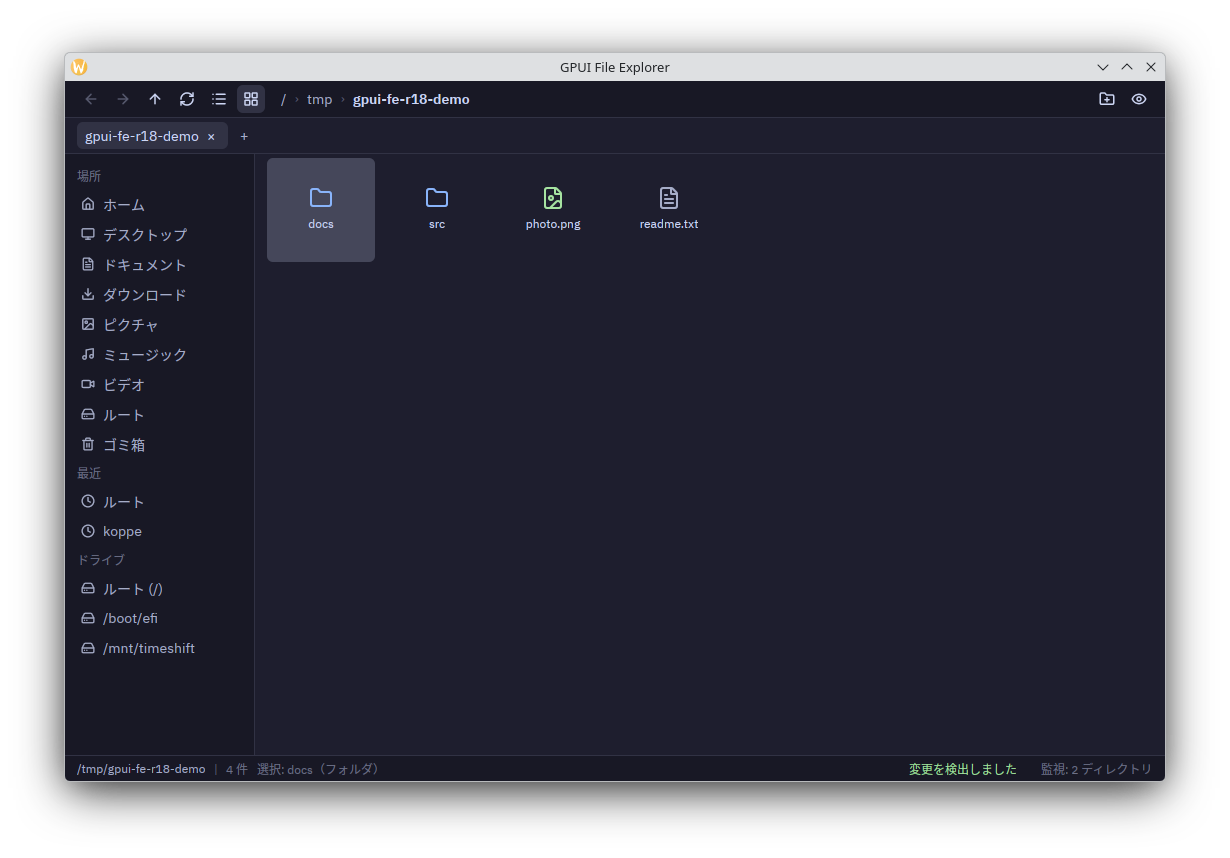 GPUI File Explorer
/ › tmp › gpui-fe-r18-demo
gpui-fe-r18-demo × +
場所
ホーム
デスクトップ
ドキュメント
ダウンロード
ピクチャ
ミュージック
ビデオ
ルート
ゴミ箱
最近
ルート
koppe
ドライブ
ルート (/)
/boot/efi
/mnt/timeshift
docs
src
photo.png
readme.txt
/tmp/gpui-fe-r18-demo | 4 件 選択: docs（フォルダ）
変更を検出しました 監視: 2 ディレクトリ